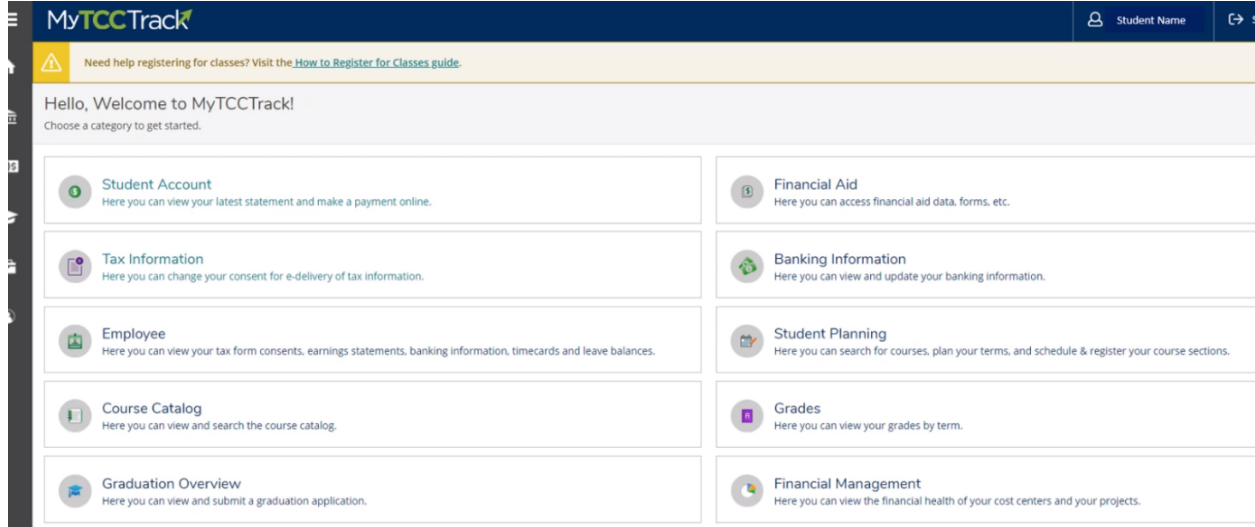 MyTCCTrack
Student Name
Need help registering for classes? Visit the How to Register for Classes guide.
Hello, Welcome to MyTCCTrack!
Choose a category to get started.
Student Account
Here you can view your latest statement and make a payment online.
Financial Aid
Here you can access financial aid data, forms, etc.
Tax Information
Here you can change your consent for e-delivery of tax information.
Banking Information
Here you can view and update your banking information.
Employee
Here you can view your tax form consents, earnings statements, banking information, timecards and leave balances.
Student Planning
Here you can search for courses, plan your terms, and schedule & register your course sections.
Course Catalog
Here you can view and search the course catalog.
Grades
Here you can view your grades by term.
Graduation Overview
Here you can view and submit a graduation application.
Financial Management
Here you can view the financial health of your cost centers and your projects.